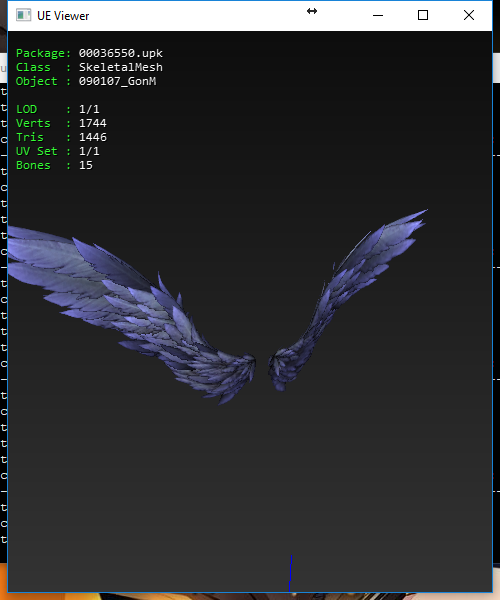 UE Viewer
Package: 00036550.upk
Class : SkeletalMesh
Object : 090107_GonM
LOD : 1/1
Verts : 1744
Tris : 1446
UV Set : 1/1
Bones : 15